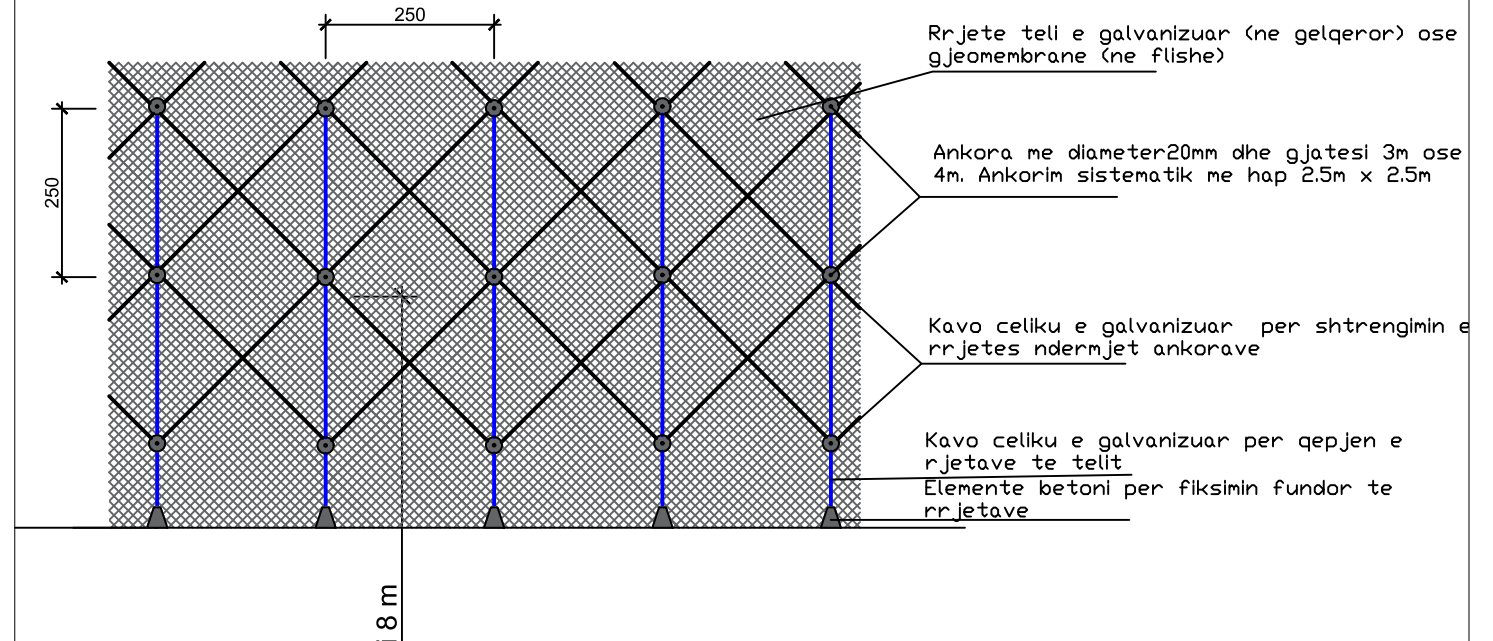 250
Rrjete teli e galvanizuar (ne gelqeror) ose
gjeomembrane (ne flishe)
250
Ankora me diameter20mm dhe gjatesi 3m ose
4m. Ankorim sistematik me hap 2.5m x 2.5m
Kavo celiku e galvanizuar per shtrengimin e
rrjetes ndermjet ankorave
Kavo celiku e galvanizuar per qepjen e
rjetave te telit
Elemente betoni per fiksimin fundor te
rrjetave
8 m